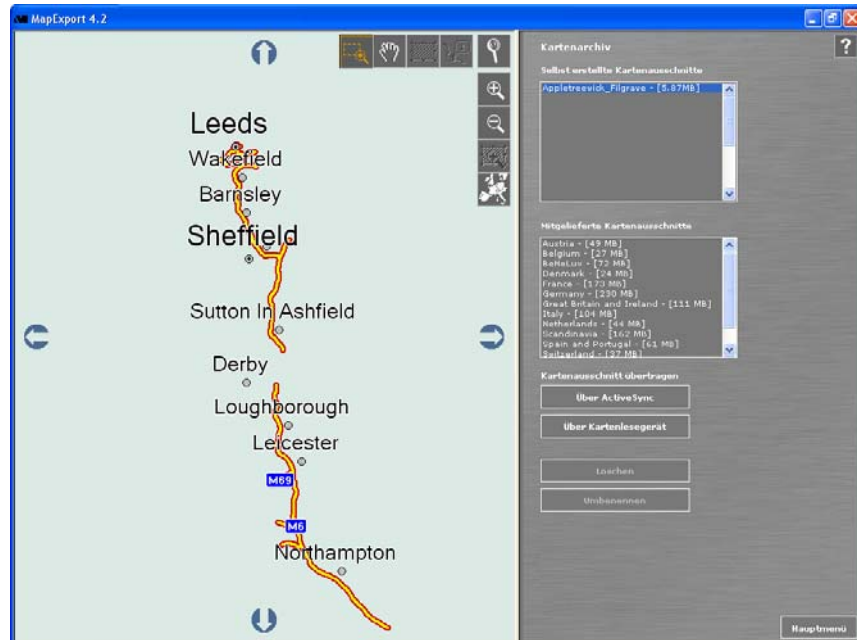 MapExport 4.2
Leeds
Wakefield
Barnsley
Sheffield
Sutton In Ashfield
Derby
Loughborough
Leicester
M69
M6
Northampton
Kartenarchiv
?
Selbst erstellte Kartenausschnitte
Appletreewick_Filgrave - [5.87MB]
Mitgelieferte Kartenausschnitte
Austria - [49 MB]
Belgium - [27 MB]
BeNeLux - [72 MB]
Denmark - [24 MB]
France - [173 MB]
Germany - [230 MB]
Great Britain and Ireland - [111 MB]
Italy - [104 MB]
Netherlands - [44 MB]
Scandinavia - [162 MB]
Spain and Portugal - [61 MB]
Switzerland - [37 MB]
Kartenausschnitt übertragen
Über ActiveSync
Über Kartenlesegerät
Löschen
Umbenennen
Hauptmenü